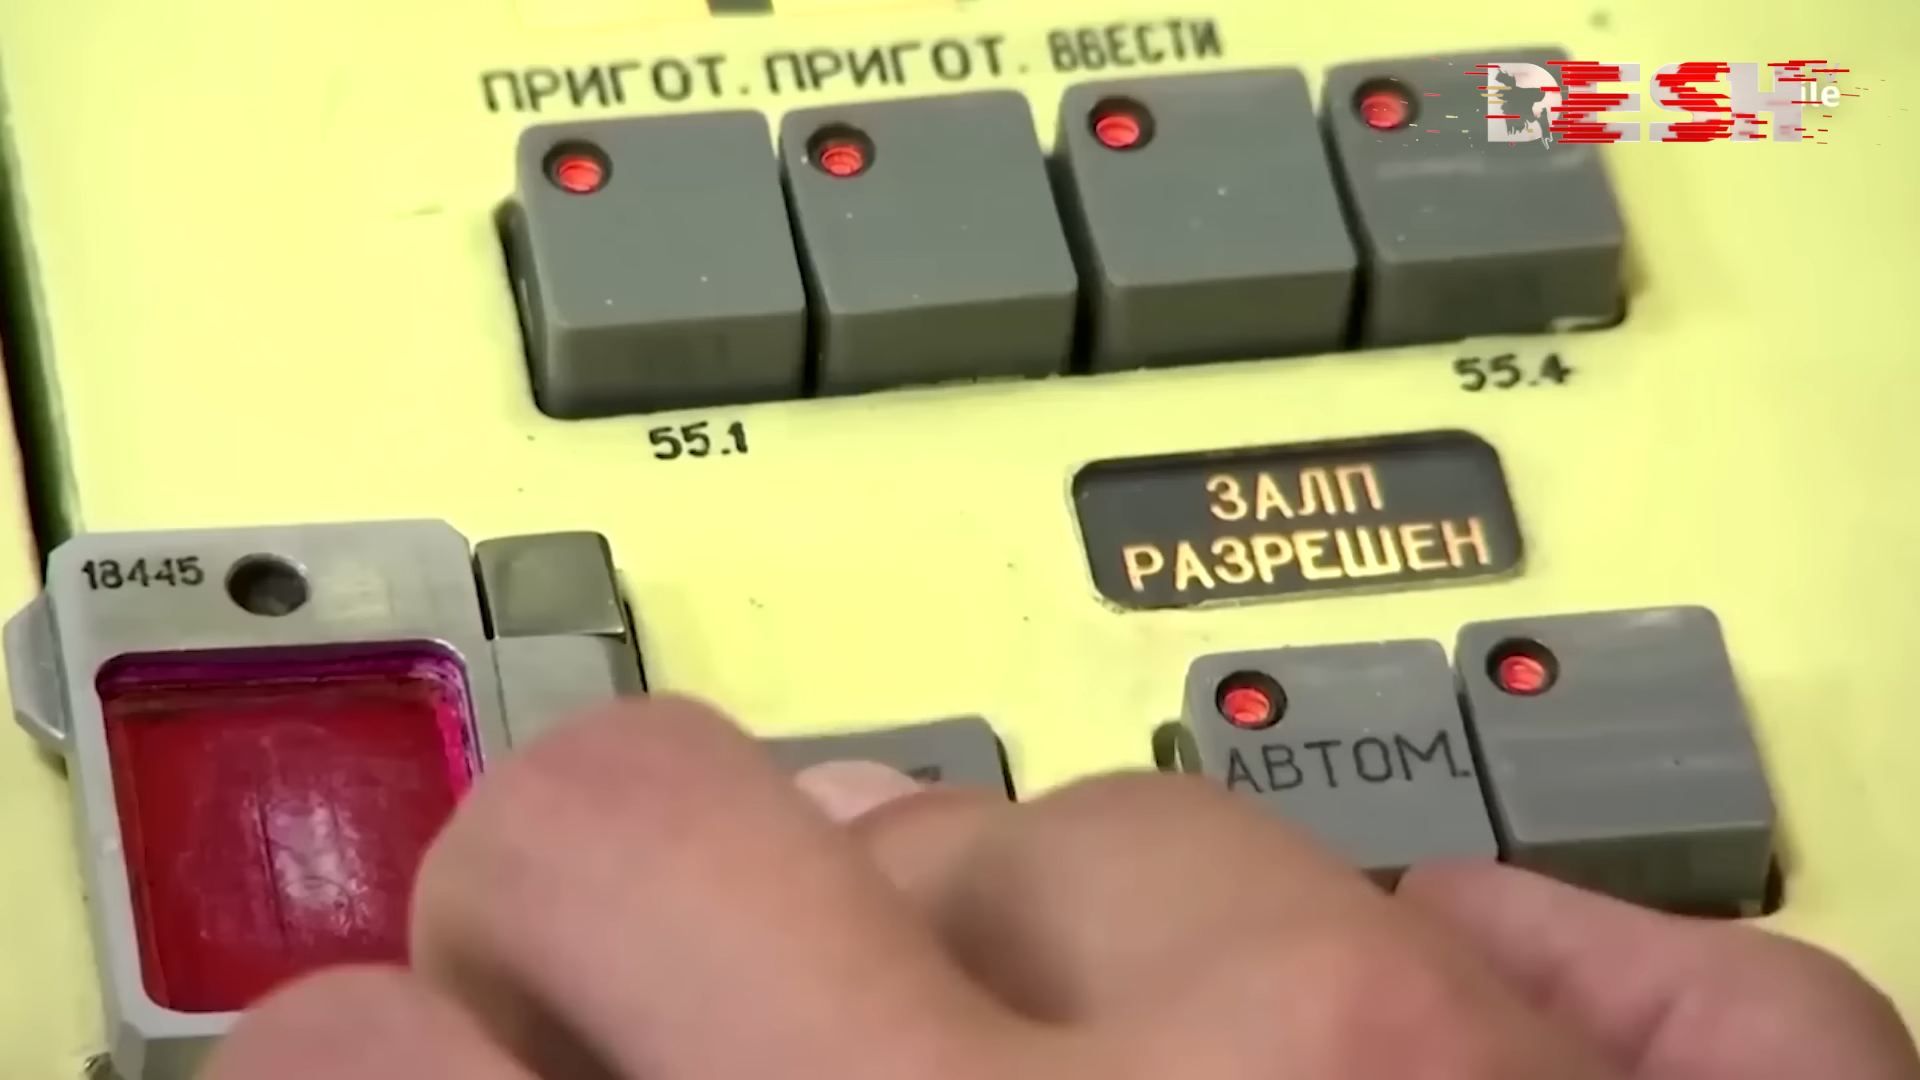 ПРИГОТ. ПРИГОТ. ВВЕСТИ
DESH
ile
55.1
55.4
ЗАЛП
РАЗРЕШЕН
18445
АВТОМ.